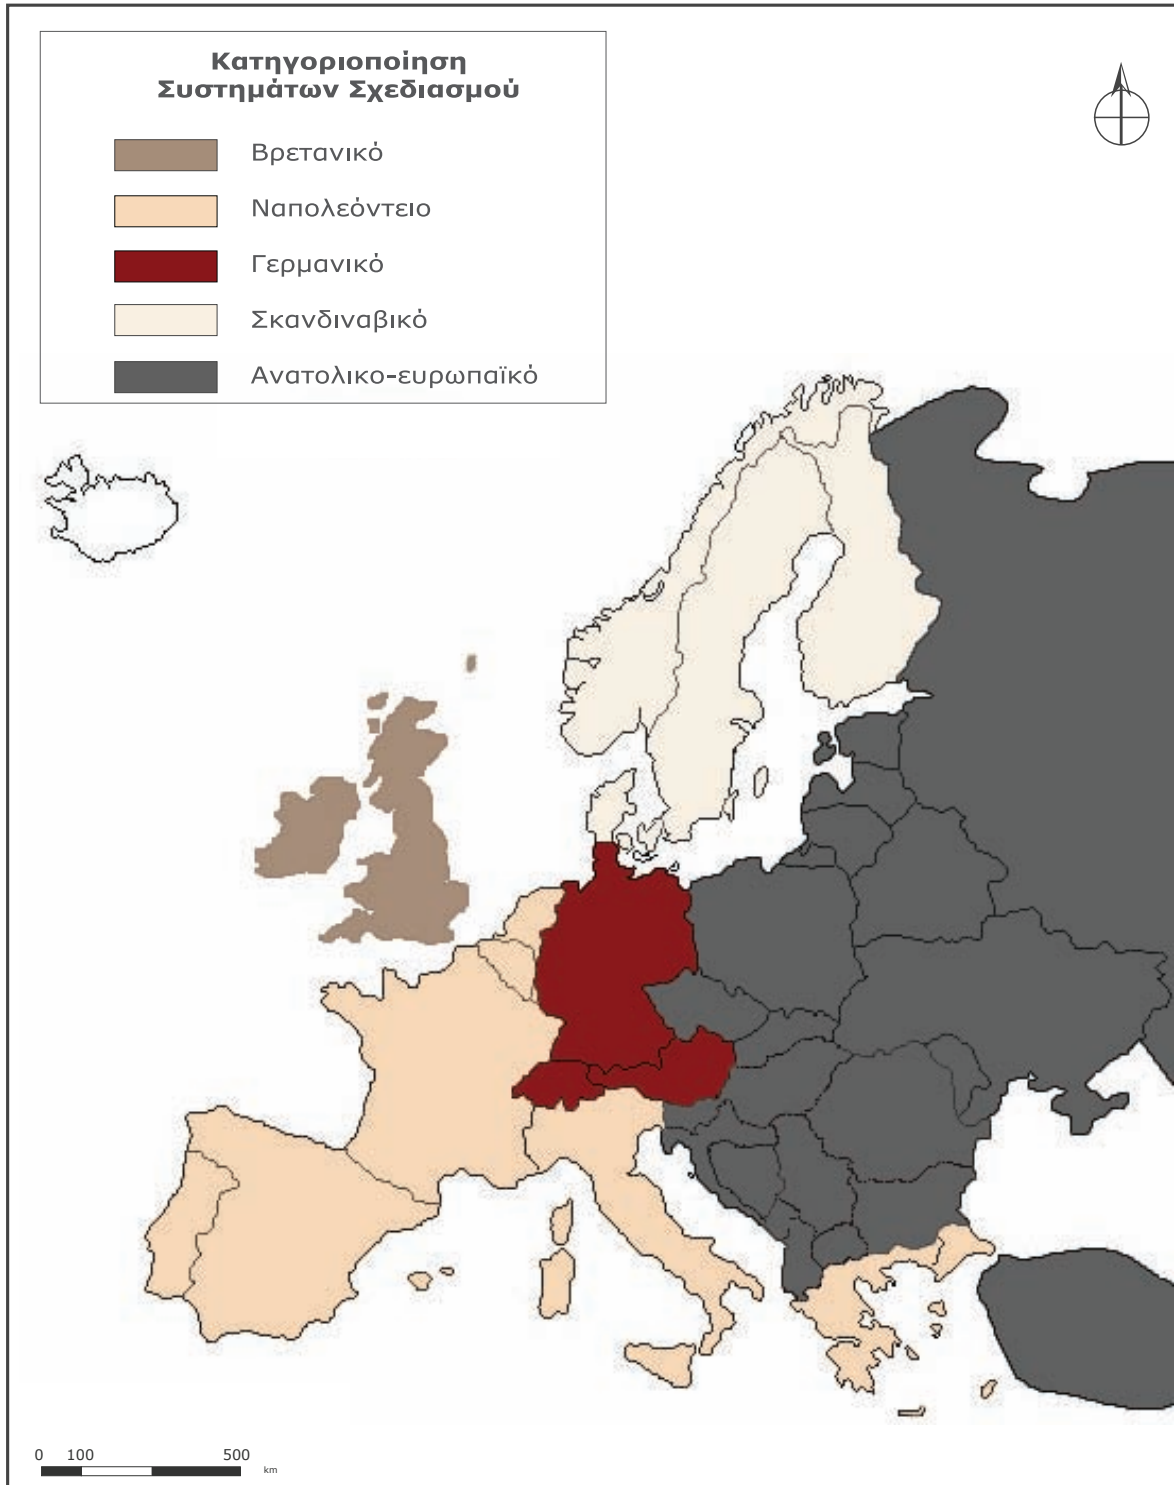 Κατηγοριοποίηση
Συστημάτων Σχεδιασμού
Βρετανικό
Ναπολεόντειο
Γερμανικό
Σκανδιναβικό
Ανατολικο-ευρωπαϊκό
0 100 500
km